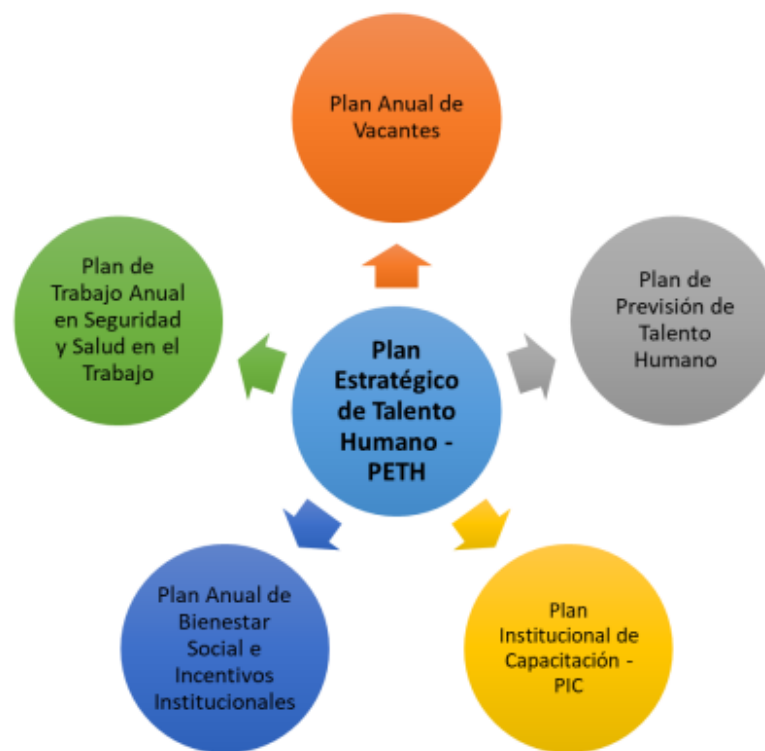 Plan Anual de
Vacantes
Plan de
Trabajo Anual
en Seguridad
y Salud en el
Trabajo
Plan de
Previsión de
Talento
Humano
Plan
Estratégico
de Talento
Humano -
PETH
Plan Anual de
Bienestar
Social e
Incentivos
Institucionales
Plan
Institucional de
Capacitación -
PIC